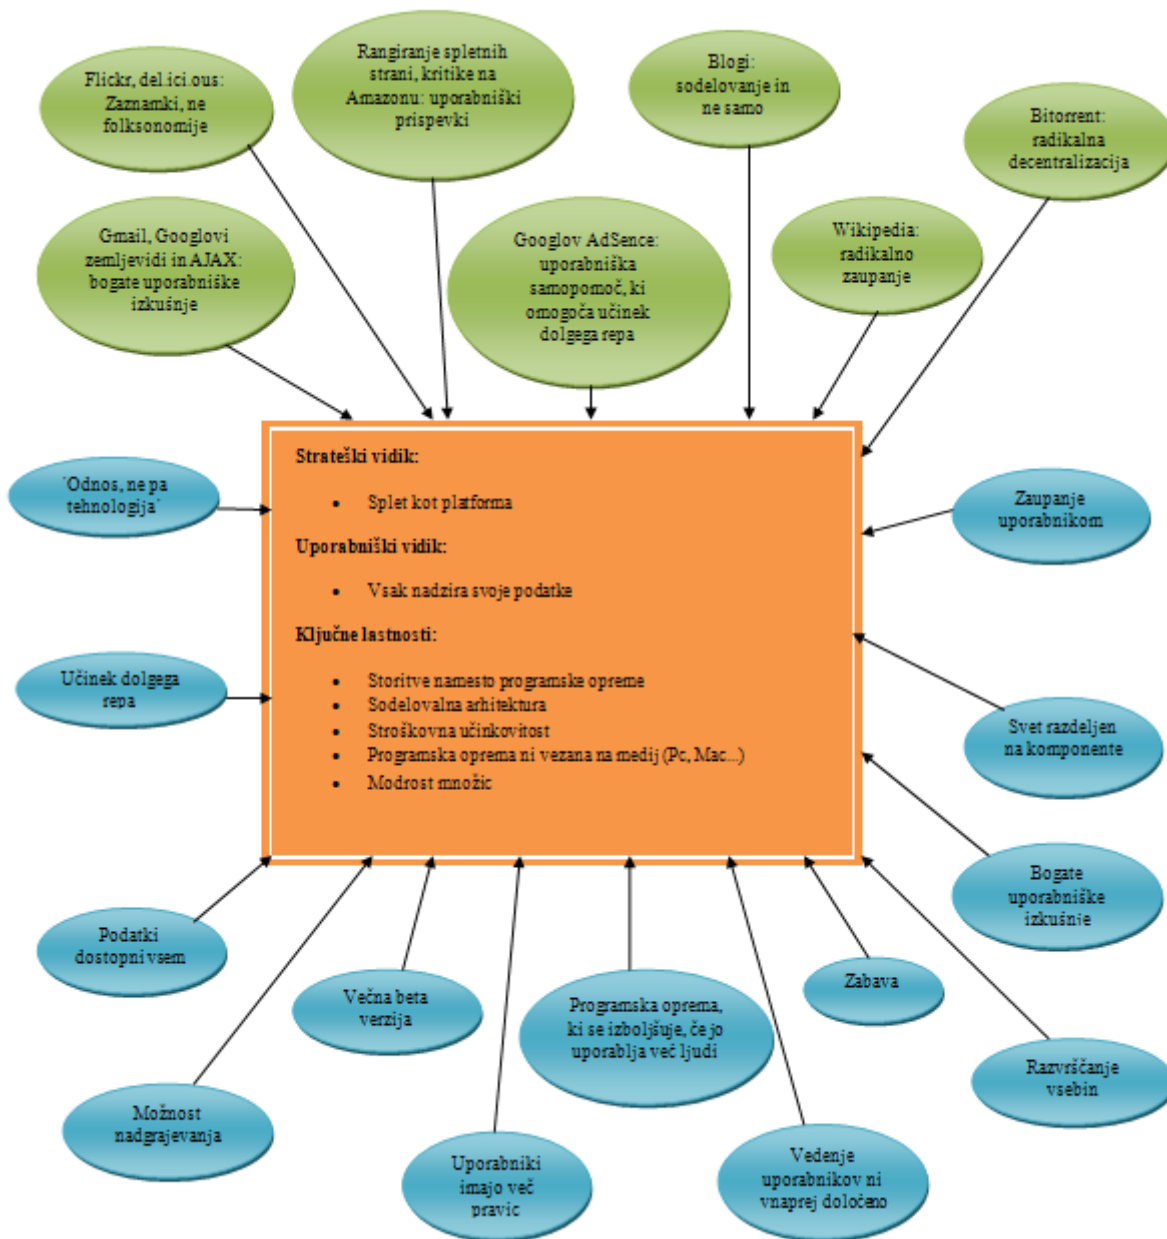 Flickr, del.ici.ous:
Zaznamki, ne
folksonomije
Rangiranje spletnih
strani, kritike na
Amazonu: uporabniški
prispevki
Blogi:
sodelovanje in
ne samo
Bitorrent:
radikalna
decentralizacija
Gmail, Googlovi
zemljevidi in AJAX:
bogate uporabniške
izkušnje
Googlov AdSence:
uporabniška
samopomoč, ki
omogoča učinek
dolgega repa
Wikipedia:
radikalno
zaupanje
Strateški vidik:
• Splet kot platforma
Uporabniški vidik:
• Vsak nadzira svoje podatke
Ključne lastnosti:
• Storitve namesto programske opreme
• Sodelovalna arhitektura
• Stroškovna učinkovitost
• Programska oprema ni vezana na medij (Pc, Mac...)
• Modrost množic
'Odnos, ne pa
tehnologija'
Zaupanje
uporabnikom
Učinek dolgega
repa
Svet razdeljen
na komponente
Bogate
uporabniške
izkušnje
Podatki
dostopni vsem
Večna beta
verzija
Programska oprema,
ki se izboljšuje, če jo
uporablja več ljudi
Zabava
Razvrščanje
vsebin
Možnost
nadgrajevanja
Uporabniki
imajo več
pravic
Vedenje
uporabnikov ni
vnaprej določeno